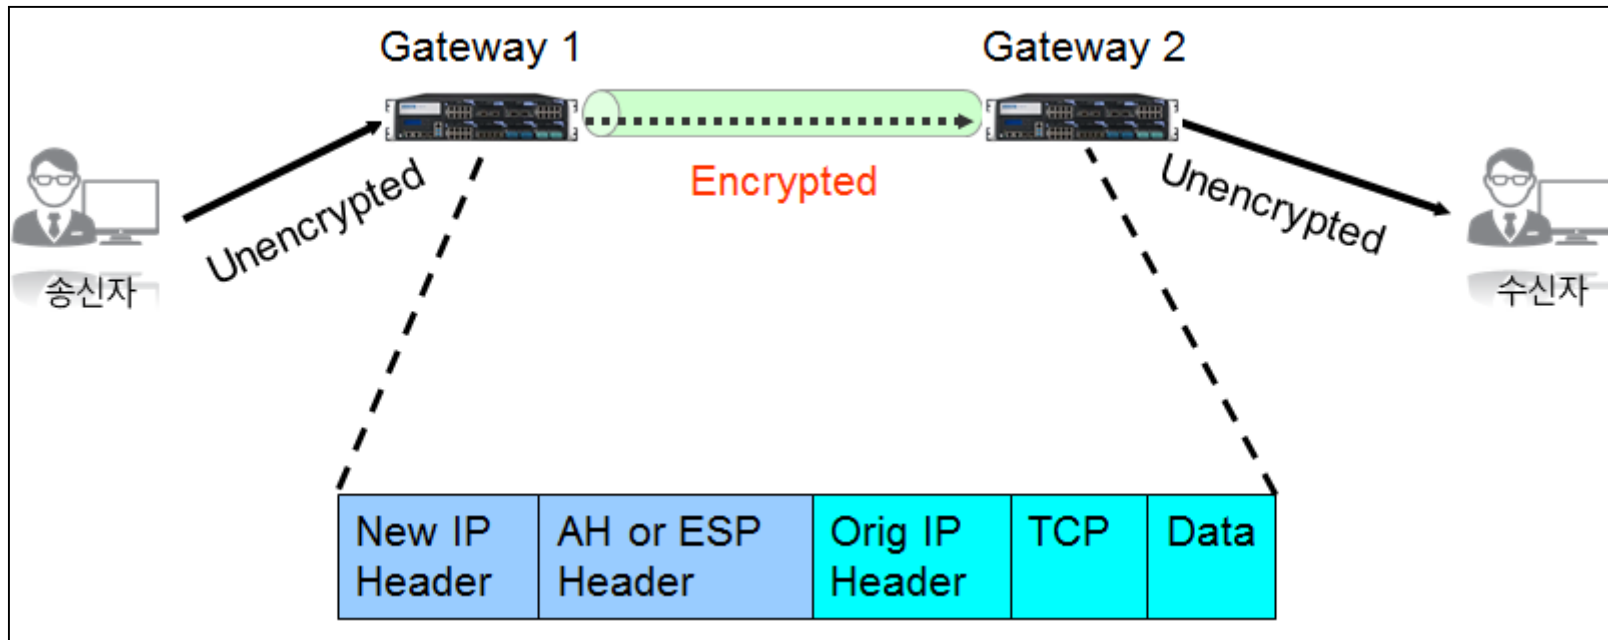 Gateway 1
Gateway 2
Encrypted
Unencrypted
Unencrypted
송신자
수신자
New IP
Header
AH or ESP
Header
Orig IP
Header
TCP
Data